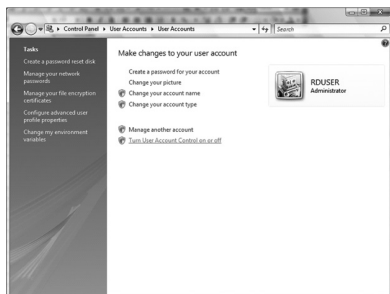 Control Panel ▸ User Accounts ▸ User Accounts
Search
Tasks
Create a password reset disk
Manage your network
passwords
Manage your file encryption
certificates
Configure advanced user
profile properties
Change my environment
variables
Make changes to your user account
Create a password for your account
Change your picture
Change your account name
Change your account type
Manage another account
Turn User Account Control on or off
RDUSER
Administrator